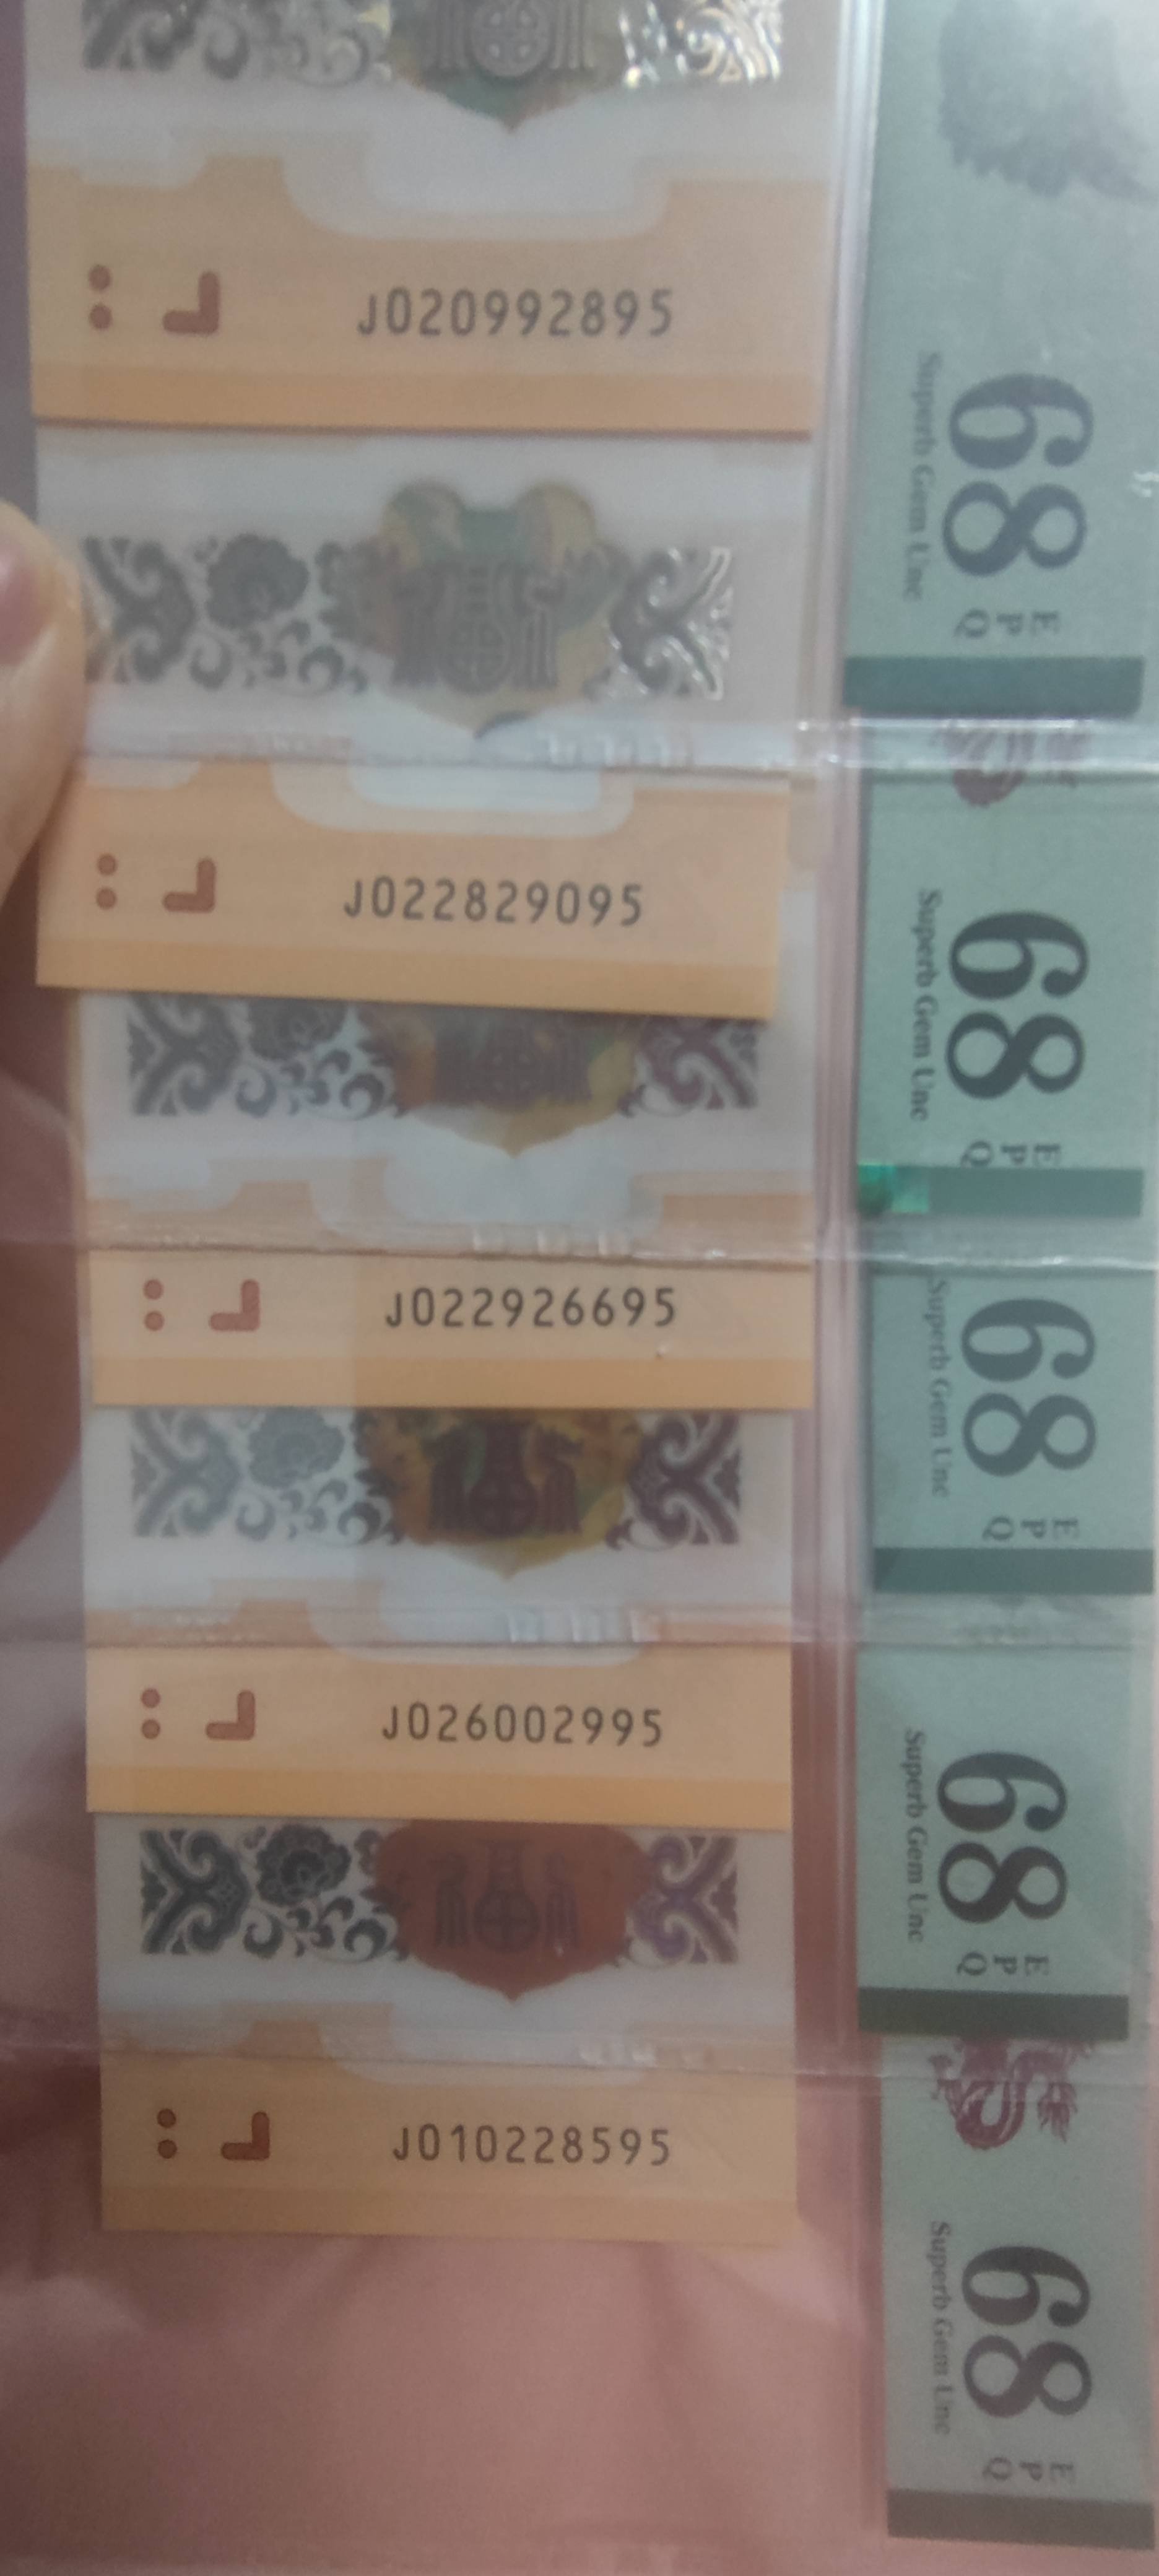 J020992895
68
EPQ
Superb Gem Unc
J022829095
68
EPQ
Superb Gem Unc
J022926695
68
EPQ
Superb Gem Unc
J026002995
68
EPQ
Superb Gem Unc
J010228595
68
EPQ
Superb Gem Unc